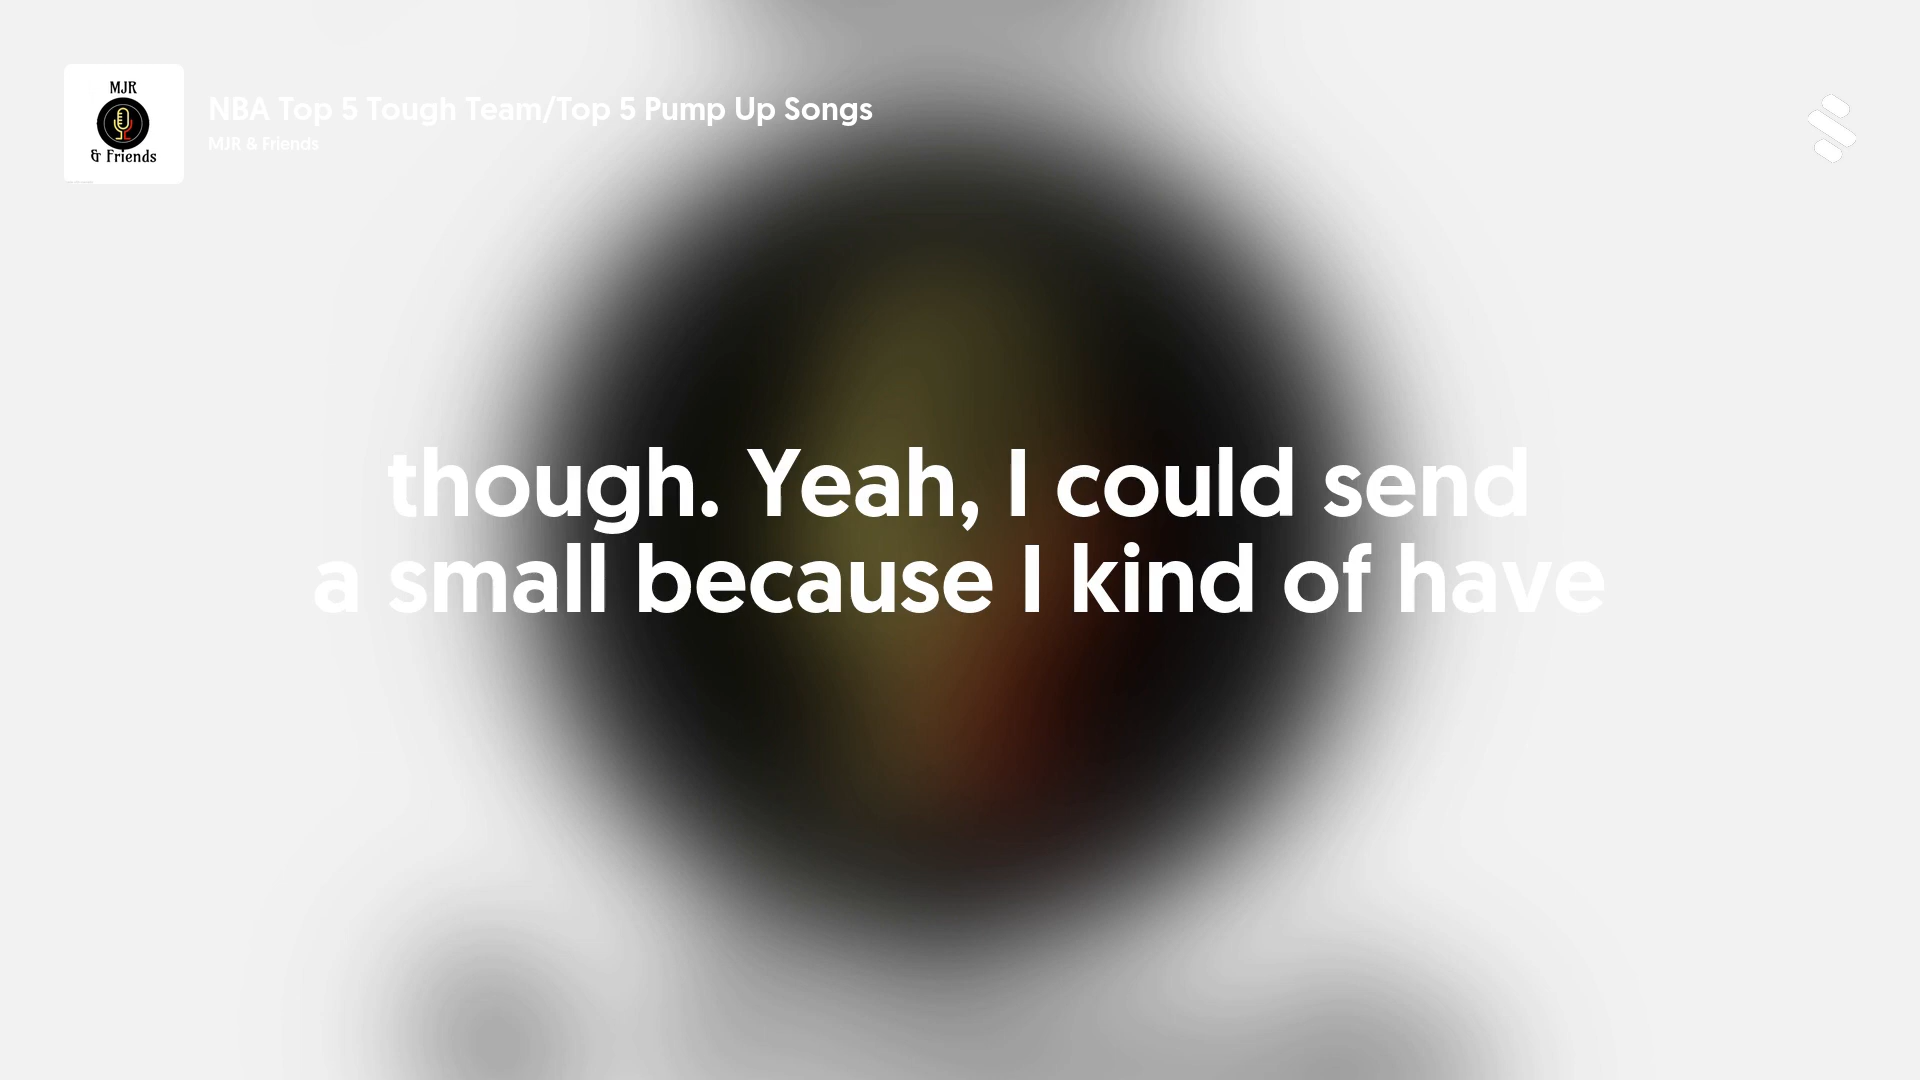 MJR
& Friends
NBA Top 5 Tough Team/Top 5 Pump Up Songs
MJR & Friends
though. Yeah, I could send
a small because I kind of have